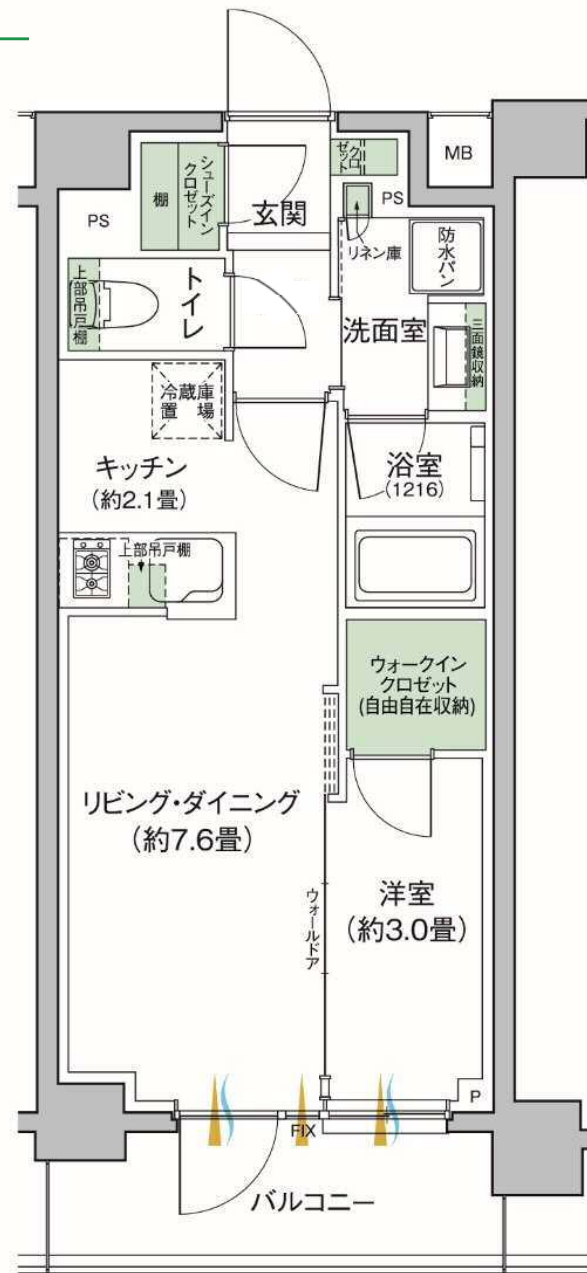 MB
クロ
ゼット
シューズイン
クロゼット
棚
PS
PS
玄関
リネン庫
防水パン
上部吊戸棚
トイレ
洗面室
三面鏡収納
冷蔵庫
置場
キッチン
(約2.1畳)
浴室
(1216)
上部吊戸棚
ウォークイン
クロゼット
(自由自在収納)
リビング・ダイニング
(約7.6畳)
ウォールドア
洋室
(約3.0畳)
P
FIX
バルコニー